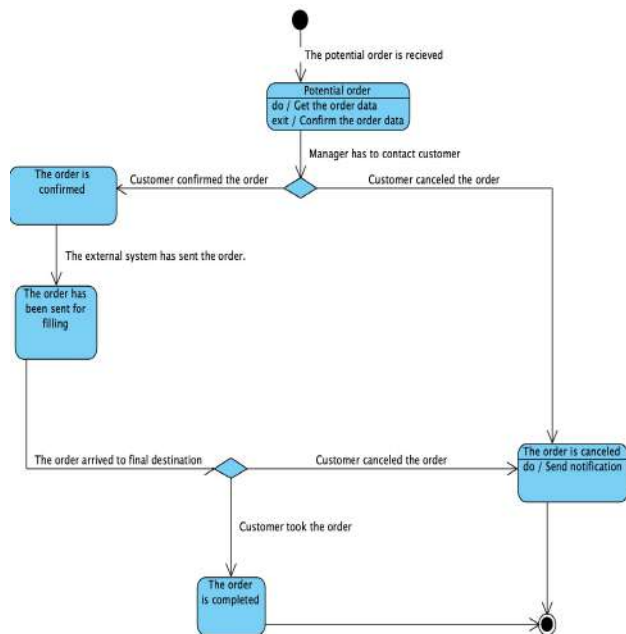 The potential order is recieved
Potential order
do / Get the order data
exit / Confirm the order data
Manager has to contact customer
The order is
confirmed
Customer confirmed the order
Customer canceled the order
The external system has sent the order.
The order has
been sent for
filling
The order arrived to final destination
Customer canceled the order
The order is canceled
do / Send notification
Customer took the order
The order
is completed